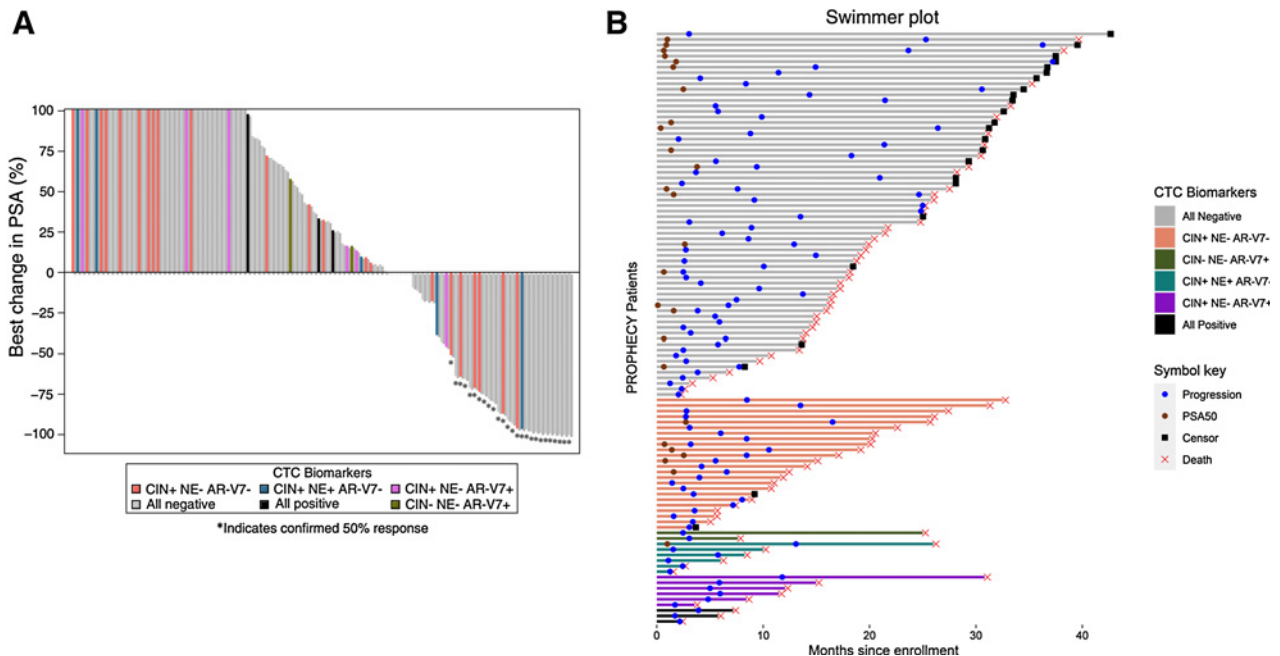 A
Best change in PSA (%)
100
75
50
25
0
−25
−50
−75
−100
CTC Biomarkers
CIN+ NE- AR-V7- CIN+ NE+ AR-V7- CIN+ NE- AR-V7+
All negative All positive CIN- NE- AR-V7+
*Indicates confirmed 50% response
B
Swimmer plot
PROPHECY Patients
0 10 20 30 40
Months since enrollment
CTC Biomarkers
All Negative
CIN+ NE- AR-V7-
CIN- NE- AR-V7+
CIN+ NE+ AR-V7-
CIN+ NE- AR-V7+
All Positive
Symbol key
Progression
PSA50
Censor
Death